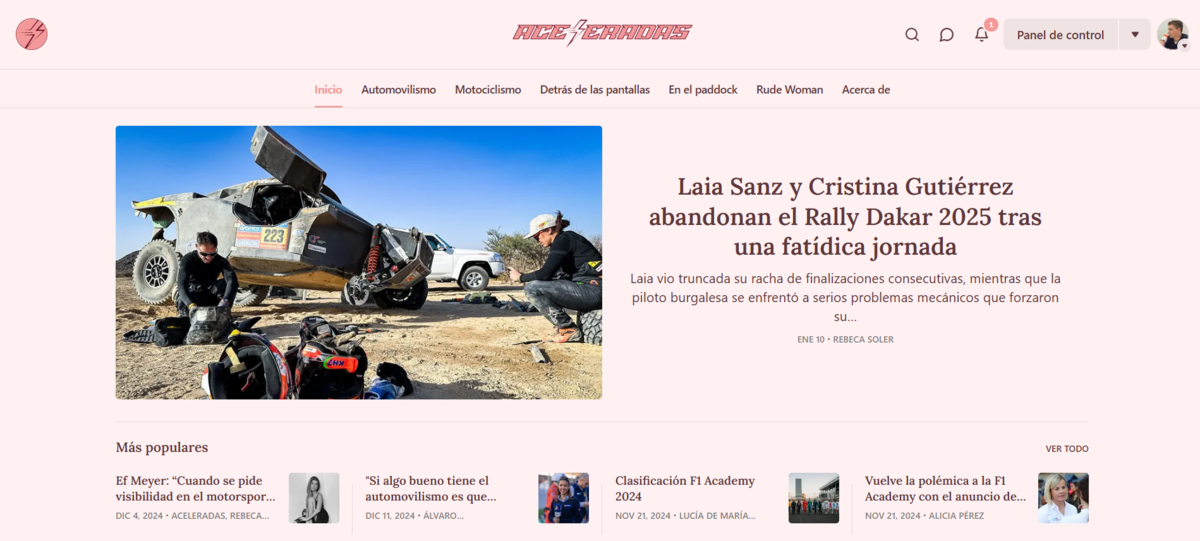 ACELERADAS
1
Panel de control
Inicio
Automovilismo
Motociclismo
Detrás de las pantallas
En el paddock
Rude Woman
Acerca de
223
Laia Sanz y Cristina Gutiérrez
abandonan el Rally Dakar 2025 tras
una fatídica jornada
Laia vio truncada su racha de finalizaciones consecutivas, mientras que la
piloto burgalesa se enfrentó a serios problemas mecánicos que forzaron
su...
ENE 10 • REBECA SOLER
Más populares
VER TODO
Ef Meyer: “Cuando se pide
visibilidad en el motorspor...
DIC 4, 2024 • ACELERADAS, REBECA...
"Si algo bueno tiene el
automovilismo es que...
DIC 11, 2024 • ÁLVARO...
Clasificación F1 Academy
2024
NOV 21, 2024 • LUCÍA DE MARÍA...
Vuelve la polémica a la F1
Academy con el anuncio de...
NOV 21, 2024 • ALICIA PÉREZ